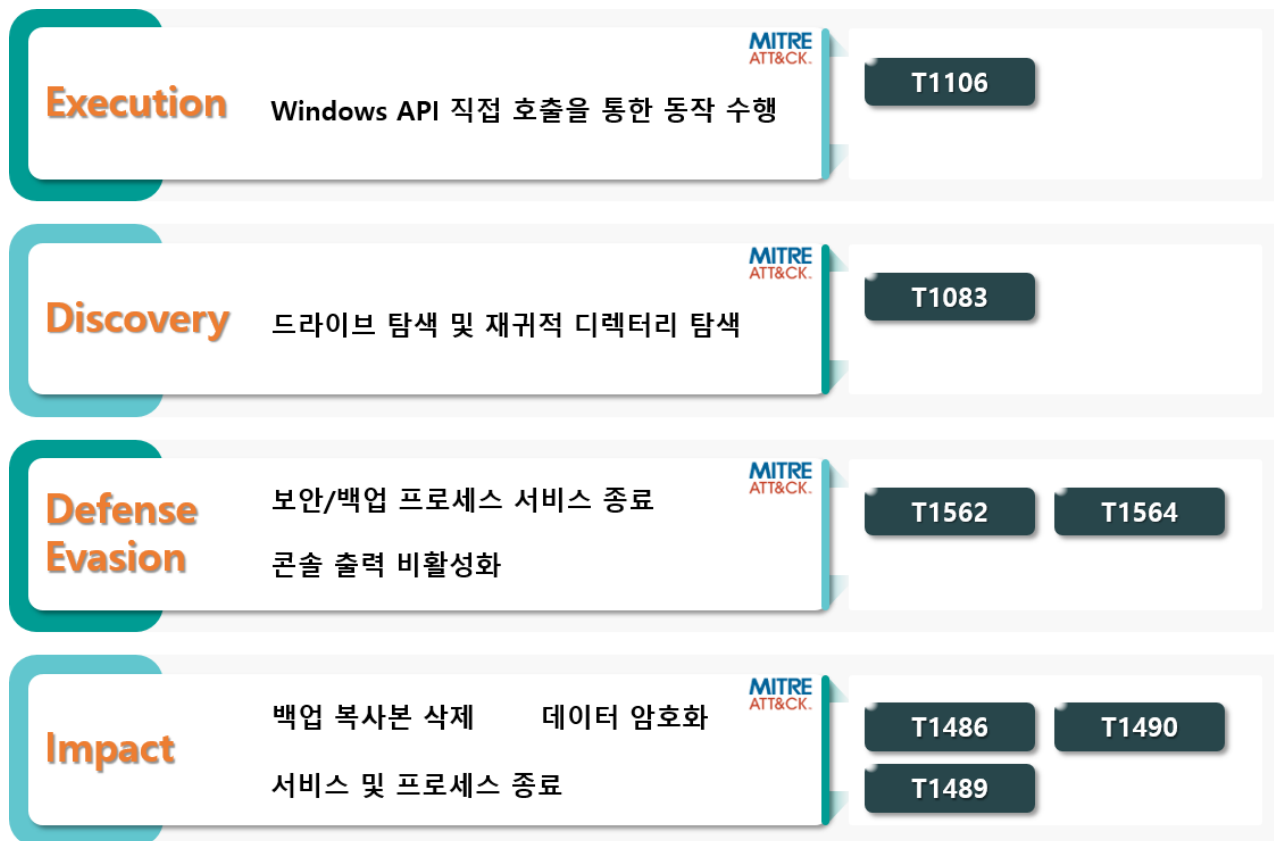 MITRE
ATT&CK.
Execution
Windows API 직접 호출을 통한 동작 수행
T1106
MITRE
ATT&CK.
Discovery
드라이브 탐색 및 재귀적 디렉터리 탐색
T1083
MITRE
ATT&CK.
Defense
Evasion
보안/백업 프로세스 서비스 종료
콘솔 출력 비활성화
T1562 T1564
MITRE
ATT&CK.
Impact
백업 복사본 삭제 데이터 암호화
서비스 및 프로세스 종료
T1486 T1490
T1489